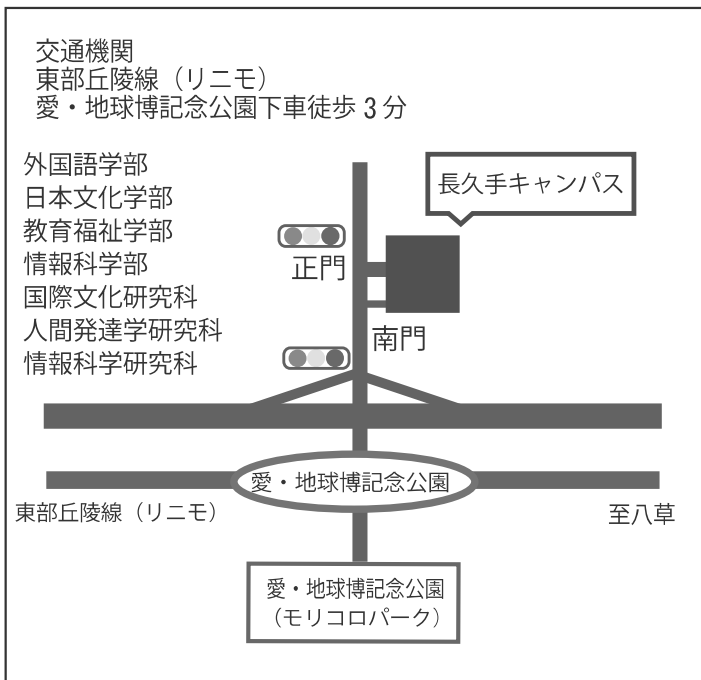 交通機関
東部丘陵線（リニモ）
愛・地球博記念公園下車徒歩 3 分
外国語学部
日本文化学部
教育福祉学部
情報科学部
国際文化研究科
人間発達学研究科
情報科学研究科
長久手キャンパス
正門
南門
愛・地球博記念公園
東部丘陵線（リニモ）
至八草
愛・地球博記念公園
（モリコロパーク）